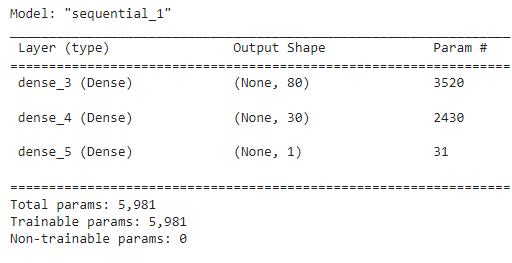 Model: "sequential_1"
Layer (type) Output Shape Param #
dense_3 (Dense) (None, 80) 3520
dense_4 (Dense) (None, 30) 2430
dense_5 (Dense) (None, 1) 31
Total params: 5,981
Trainable params: 5,981
Non-trainable params: 0